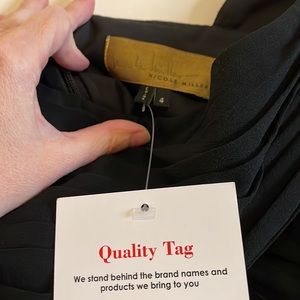 NICOLE MILLER
4
Quality Tag
We stand behind the brand names and
products we bring to you